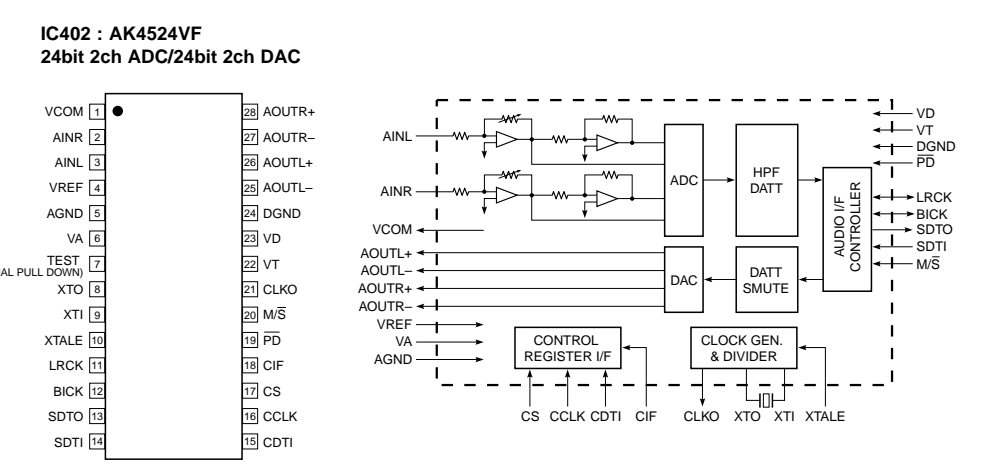 IC402 : AK4524VF
24bit 2ch ADC/24bit 2ch DAC
VCOM 1
AINR 2
AINL 3
VREF 4
AGND 5
VA 6
TEST 7
AL PULL DOWN)
XTO 8
XTI 9
XTALE 10
LRCK 11
BICK 12
SDTO 13
SDTI 14
28 AOUTR+
27 AOUTR–
26 AOUTL+
25 AOUTL–
24 DGND
23 VD
22 VT
21 CLKO
20 M/S̅
19 P̅D̅
18 CIF
17 CS
16 CCLK
15 CDTI
AINL
AINR
VCOM
AOUTL+
AOUTL–
AOUTR+
AOUTR–
VREF
VA
AGND
ADC
HPF
DATT
DAC
DATT
SMUTE
AUDIO I/F
CONTROLLER
CONTROL
REGISTER I/F
CLOCK GEN.
& DIVIDER
VD
VT
DGND
P̅D̅
LRCK
BICK
SDTO
SDTI
M/S̅
CS CCLK CDTI CIF CLKO XTO XTI XTALE